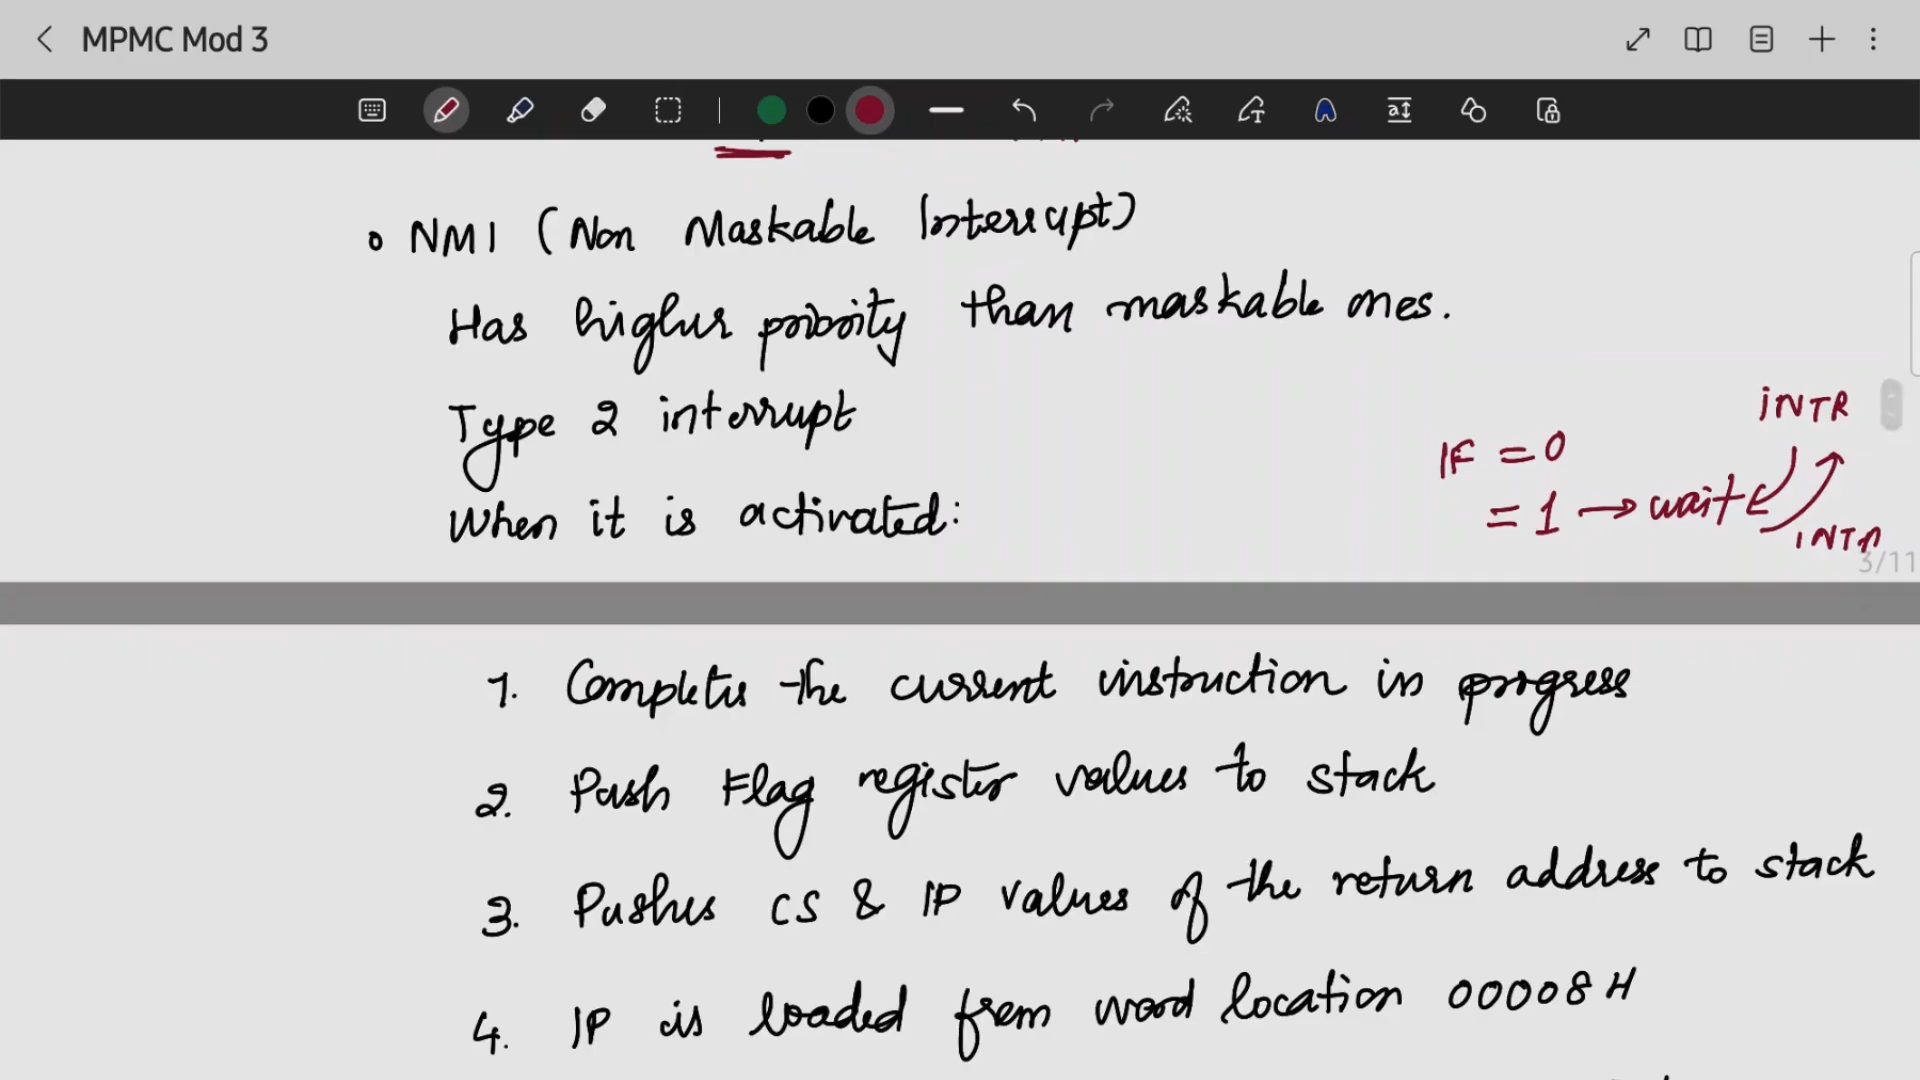 MPMC Mod 3
• NMI (Non Maskable Interrupt)
Has higher priority than maskable ones.
Type 2 interrupt
When it is activated:
INTR
IF = 0
= 1 → wait
INTR
3/11
1. Completes the current instruction in progress
2. Push Flag register values to stack
3. Pushes CS & IP values of the return address to stack
4. IP is loaded from word location 00008 H